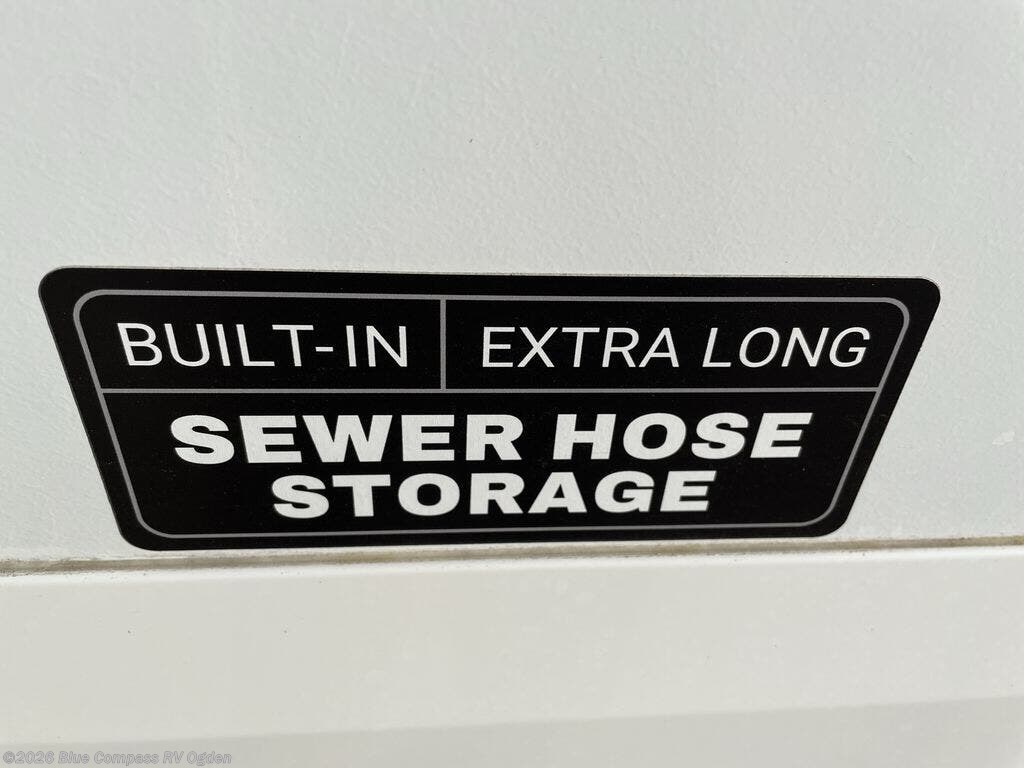 BUILT-IN EXTRA LONG
SEWER HOSE
STORAGE
©2026 Blue Compass RV Ogden